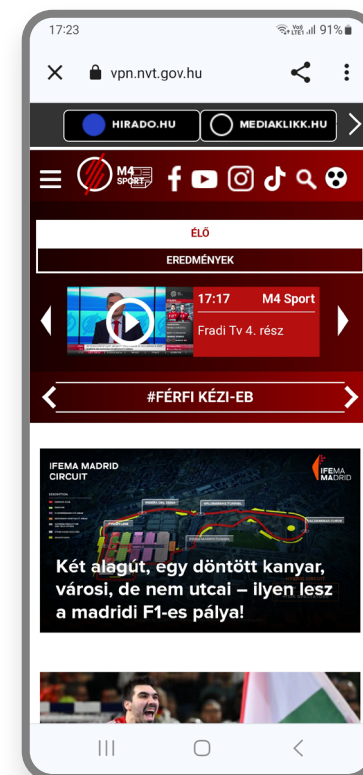 17:23
91%
vpn.nvt.gov.hu
HIRADO.HU
MEDIAKLIKK.HU
M4
SPORT
ÉLŐ
EREDMÉNYEK
17:17 M4 Sport
Fradi Tv 4. rész
#FÉRFI KÉZI-EB
IFEMA MADRID
CIRCUIT
IFEMA
MADRID
Két alagút, egy döntött kanyar,
városi, de nem utcai – ilyen lesz
a madridi F1-es pálya!